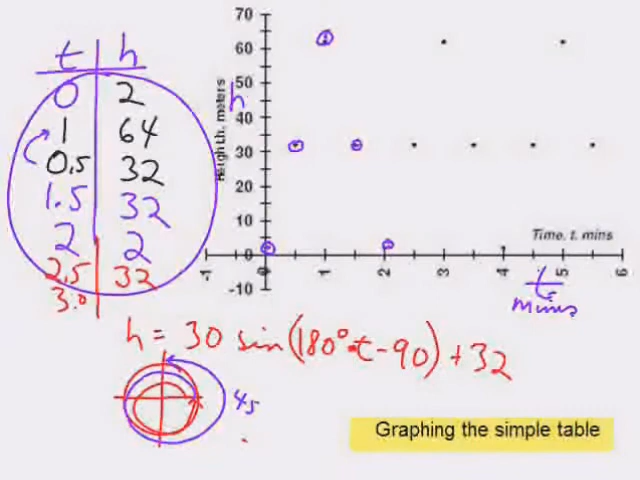 t h
0 2
1 64
0.5 32
1.5 32
2 2
2.5 32
3.0
70
60
50
40
30
20
10
0
-10
Height.h. meters
h
-1 0 1 2 3 4 5 6
Time, t. mins
t
mins
h = 30 sin(180°·t-90) + 32
45
Graphing the simple table